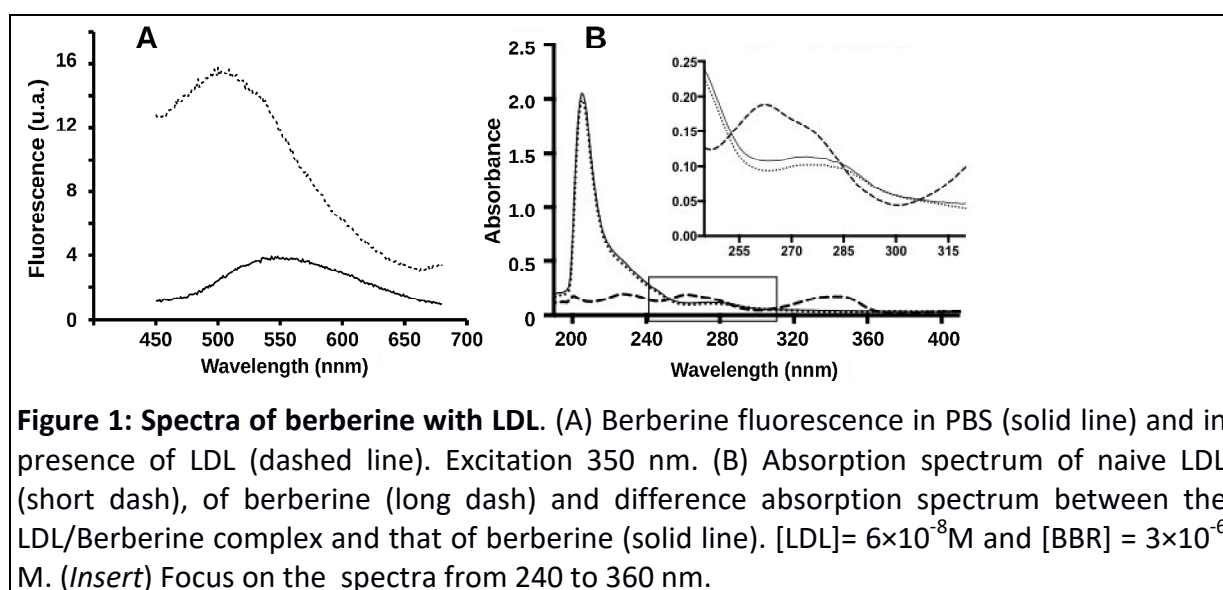 A
B
16
12
8
4
0
450 500 550 600 650 700
Fluorescence (u.a.)
Wavelength (nnm)
2.5
2.0
1.5
1.0
0.5
0
200 240 280 320 360 400
Absorbance
Wavelength (nnm)
0.25
0.20
0.15
0.10
0.05
0.00
255 270 285 300 315
Figure 1: Spectra of berberine with LDL. (A) Berberine fluorescence in PBS (solid line) and in
presence of LDL (dashed line). Excitation 350 nm. (B) Absorption spectrum of naive LDL
(short dash), of berberine (long dash) and difference absorption spectrum between the
LDL/Berberine complex and that of berberine (solid line). [LDL]= 6×10⁻⁸M and [BBR] = 3×10⁻⁶
M. (Insert) Focus on the spectra from 240 to 360 nm.